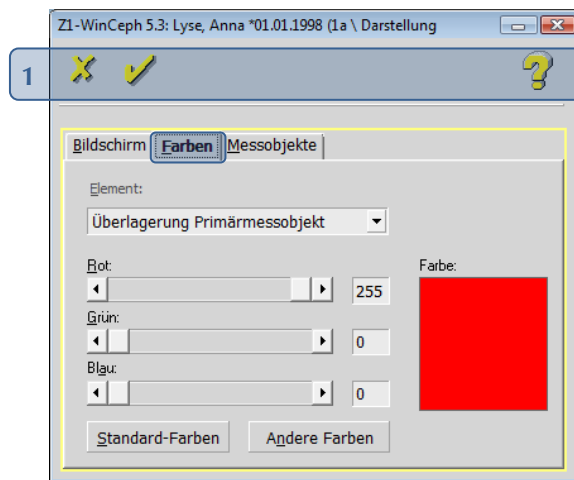 Z1-WinCeph 5.3: Lyse, Anna *01.01.1998 (1a \ Darstellung
1
Bildschirm Farben Messobjekte
Element:
Überlagerung Primärmessobjekt
Rot:
255
Grün:
0
Blau:
0
Farbe:
Standard-Farben Andere Farben